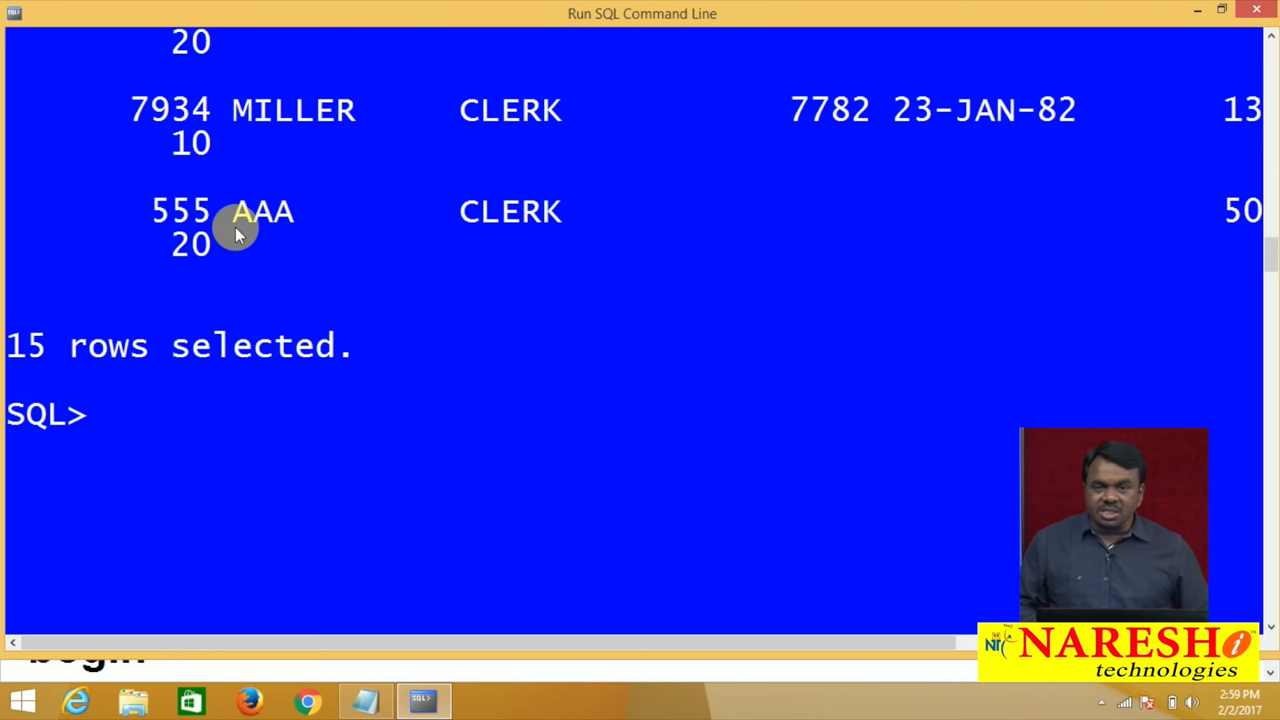 Run SQL Command Line
20
7934 MILLER CLERK 7782 23-JAN-82 13
10
555 AAA CLERK 50
20
15 rows selected.
SQL>
begin
NARESH i
technologies
2:59 PM
2/2/2017